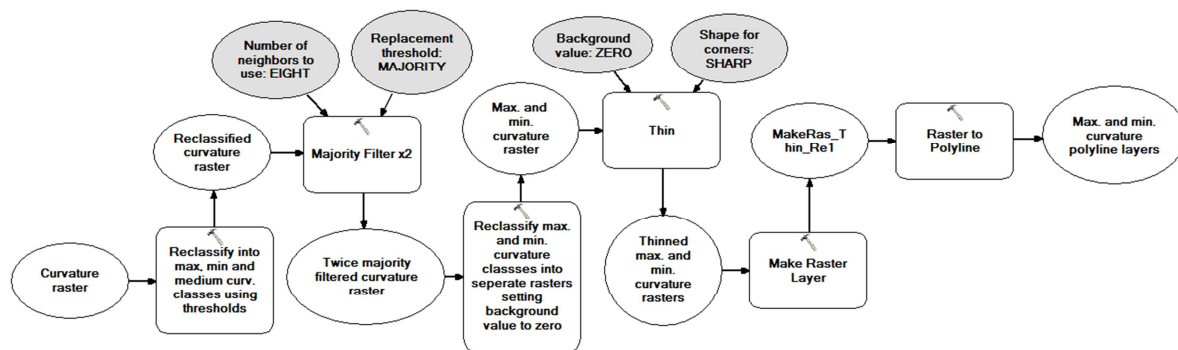 Number of
neighbors to
use: EIGHT
Replacement
threshold:
MAJORITY
Background
value: ZERO
Shape for
corners:
SHARP
Reclassified
curvature
raster
Majority Filter x2
Max. and
min.
curvature
raster
Thin
MakeRas_T
hin_Re1
Raster to
Polyline
Max. and min.
curvature
polyline layers
Curvature
raster
Reclassify into
max, min and
medium curv.
classes using
thresholds
Twice majority
filtered curvature
raster
Reclassify max.
and min.
curvature
classses into
seperate rasters
setting
background
value to zero
Thinned
max. and
min.
curvature
rasters
Make Raster
Layer